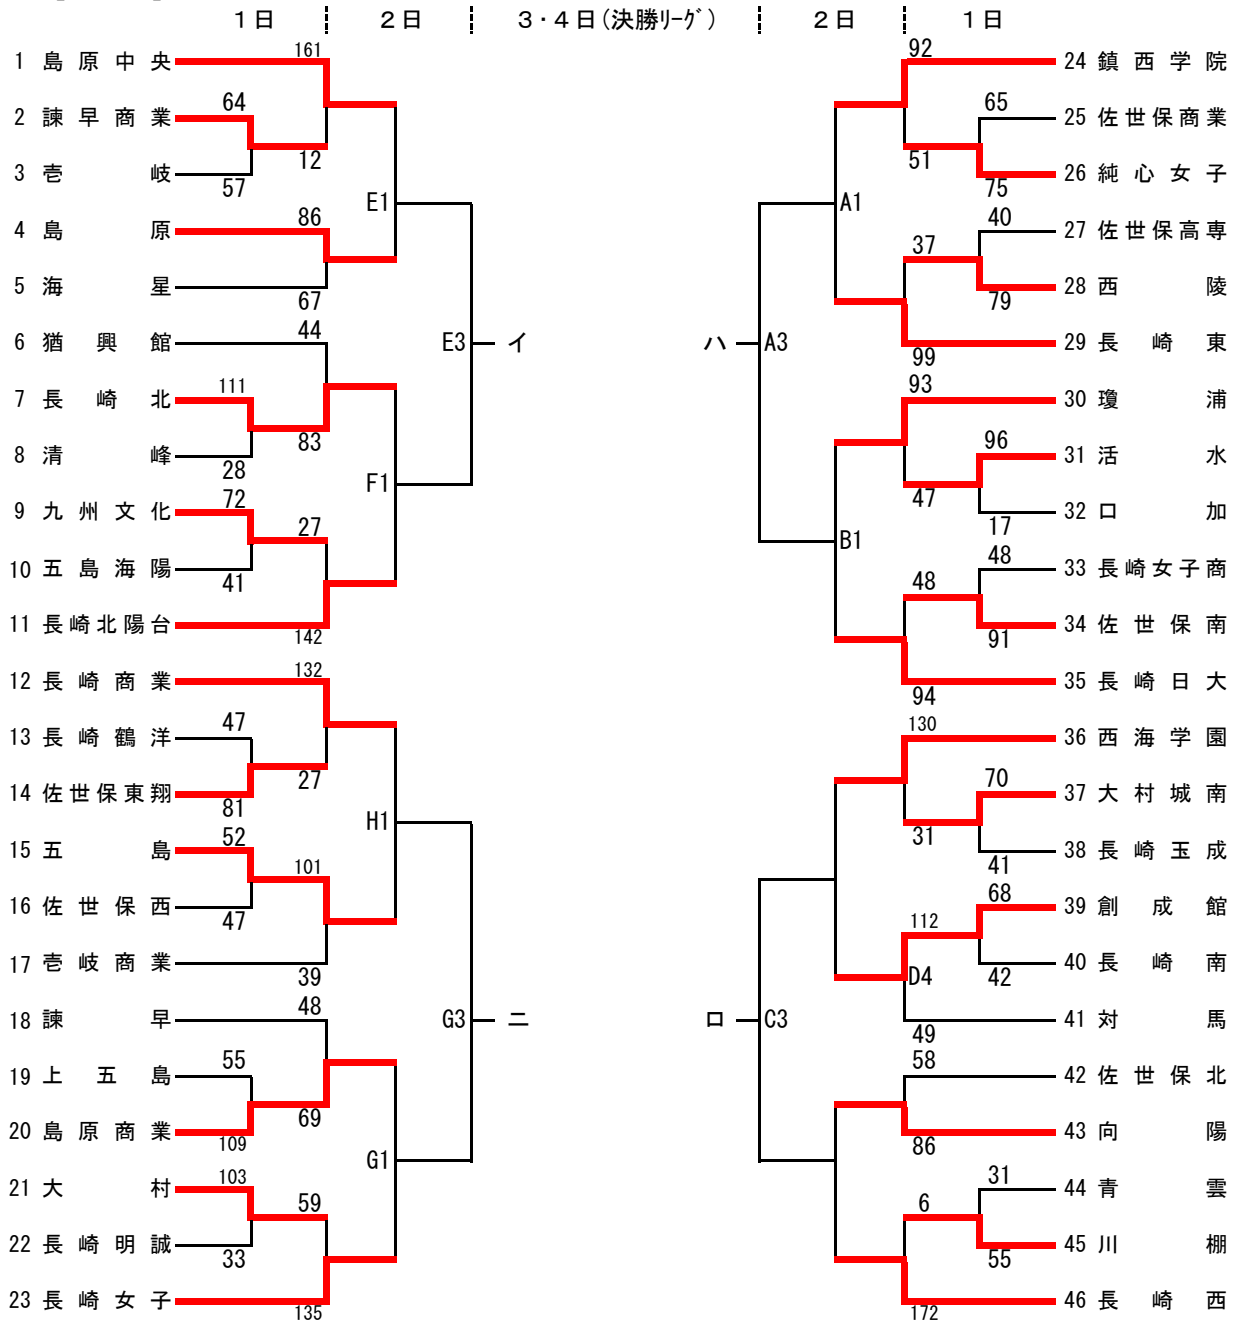 1日 2日 3・4日(決勝ﾘｰｸﾞ) 2日 1日
1 島原中央 161
64
2 諫早商業
12
3 壱岐 57
E1
4 島原 86
5 海星 67
6 猶興館 44
E3 イ
7 長崎北 111
83
8 清峰 28
F1
9 九州文化 72
27
10 五島海陽 41
11 長崎北陽台 142
12 長崎商業 132
13 長崎鶴洋 47
27
14 佐世保東翔 81
H1
15 五島 52
101
16 佐世保西 47
17 壱岐商業 39
18 諫早 48
G3 ニ
19 上五島 55
69
20 島原商業 109
G1
21 大村 103
59
22 長崎明誠 33
23 長崎女子 135
92 24 鎮西学院
65 25 佐世保商業
51
75 26 純心女子
A1
40 27 佐世保高専
37
79 28 西陵
ハ A3
99 29 長崎東
93 30 瓊浦
96 31 活水
47
17 32 口加
B1
48 33 長崎女子商
48
91 34 佐世保南
94 35 長崎日大
130 36 西海学園
70 37 大村城南
31
41 38 長崎玉成
68 39 創成館
112
42 40 長崎南
D4
49 41 対馬
ロ C3
58 42 佐世保北
86 43 向陽
31 44 青雲
6
55 45 川棚
172 46 長崎西